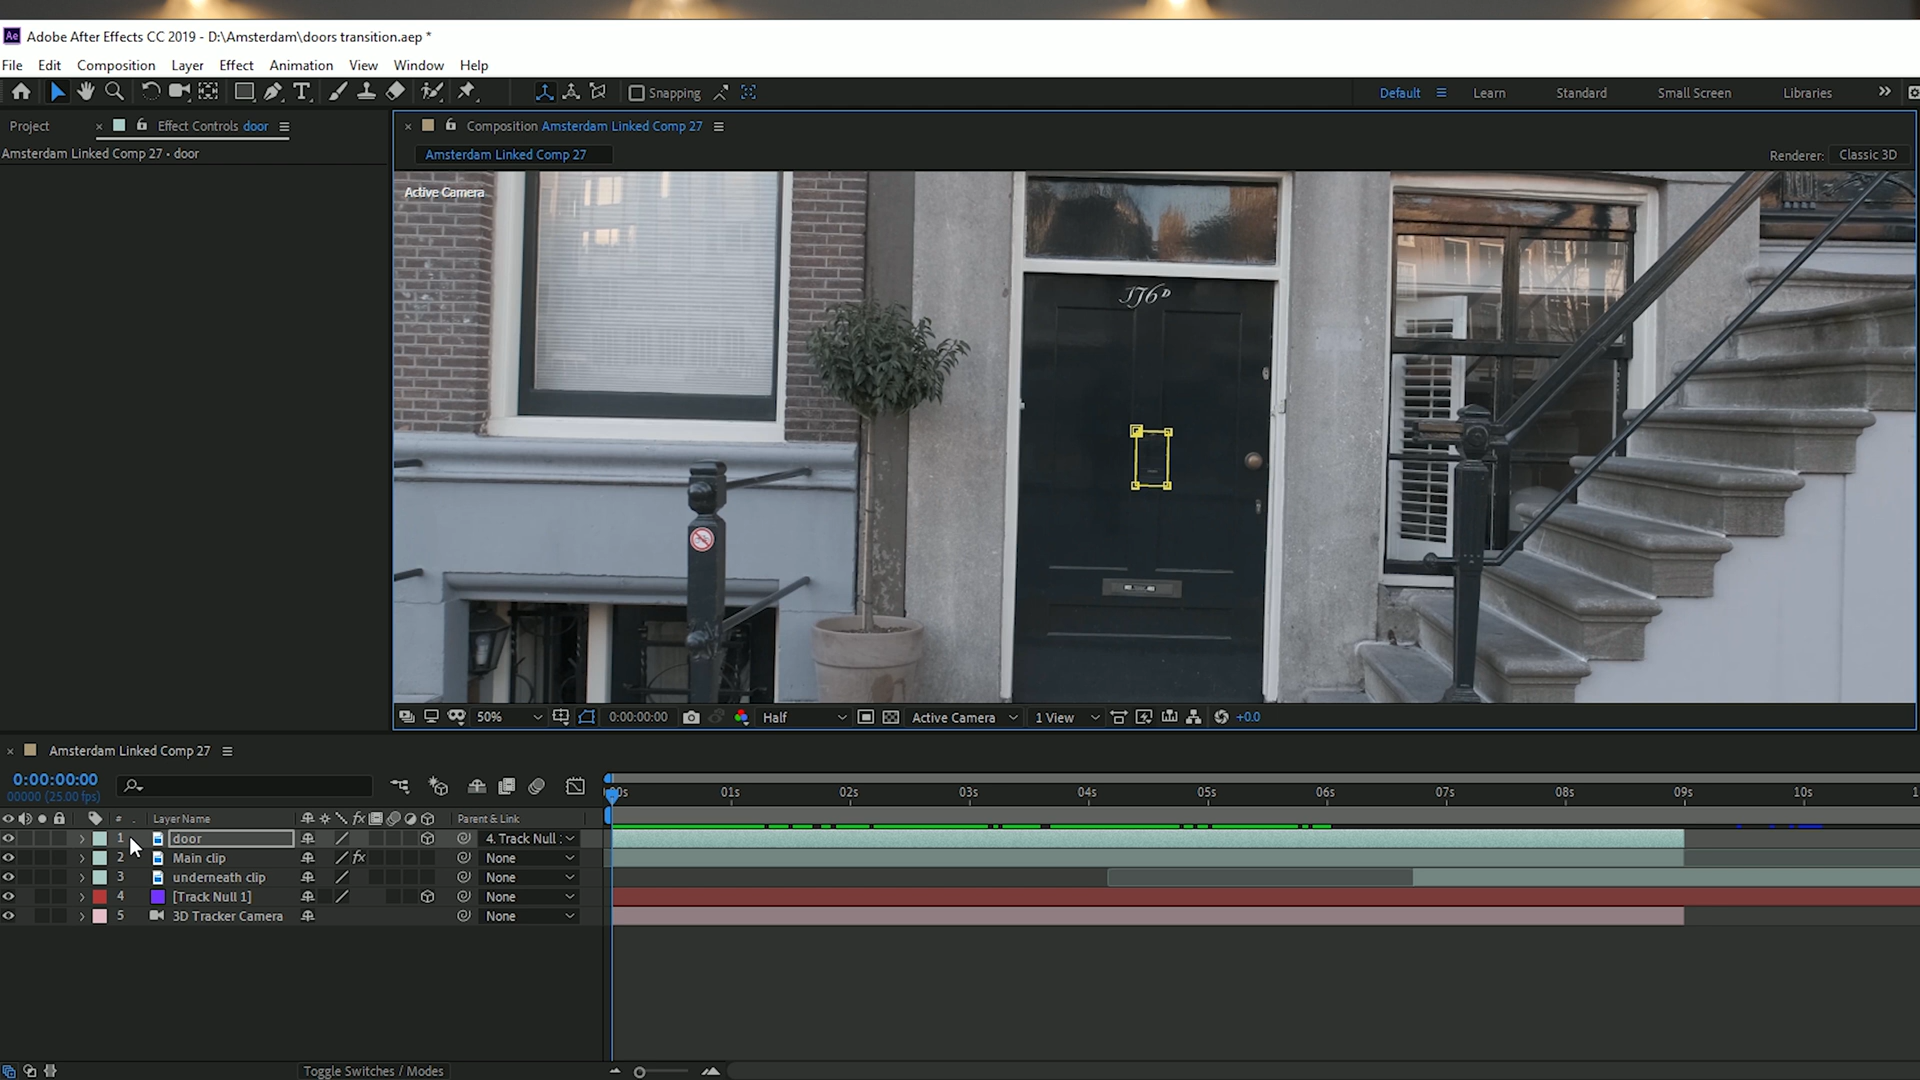 Adobe After Effects CC 2019 - D:\Amsterdam\doors transition.aep *
File Edit Composition Layer Effect Animation View Window Help
Snapping Default Learn Standard Small Screen Libraries
Project Effect Controls door Composition Amsterdam Linked Comp 27
Amsterdam Linked Comp 27 • door
Amsterdam Linked Comp 27
Renderer: Classic 3D
Active Camera
176D
50% 0:00:00:00 Half Active Camera 1 View +0.0
Amsterdam Linked Comp 27
0:00:00:00
00000 (25.00 fps)
00s 01s 02s 03s 04s 05s 06s 07s 08s 09s 10s
# Layer Name fx Parent & Link
1 door 4. Track Null
2 Main clip fx None
3 underneath clip None
4 [Track Null 1] None
5 3D Tracker Camera None
Toggle Switches / Modes